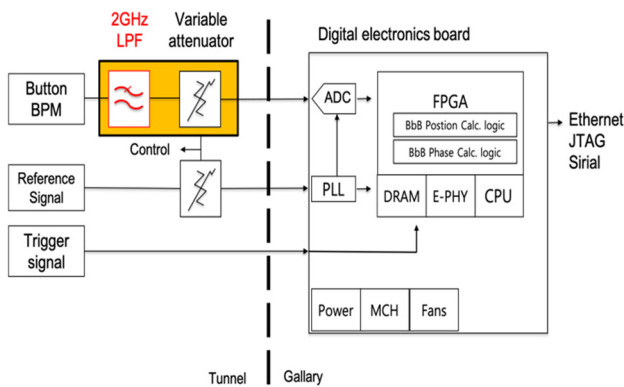 2GHz
LPF
Variable
attenuator
Digital electronics board
Button
BPM
ADC
FPGA
BbB Postion Calc. logic
BbB Phase Calc. logic
Ethernet
JTAG
Sirial
Control
Reference
Signal
PLL
DRAM
E-PHY
CPU
Trigger
signal
Power
MCH
Fans
Tunnel
Gallary